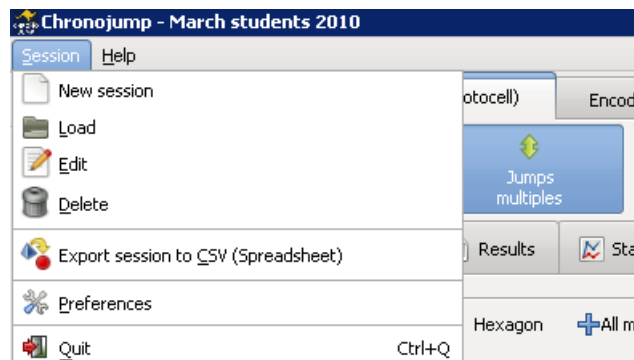 Chronojump - March students 2010
Session Help
New session
Load
Edit
Delete
Export session to CSV (Spreadsheet)
Preferences
Quit Ctrl+Q
otocell) Encod
Jumps
multiples
Results Sta
Hexagon All m